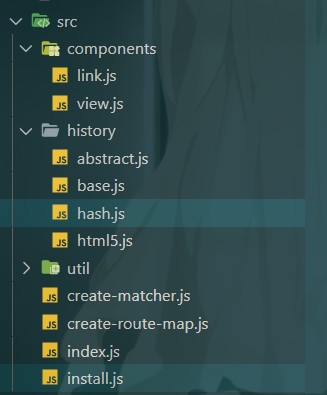 src
components
JS link.js
JS view.js
history
JS abstract.js
JS base.js
JS hash.js
JS html5.js
util
JS create-matcher.js
JS create-route-map.js
JS index.js
JS install.js